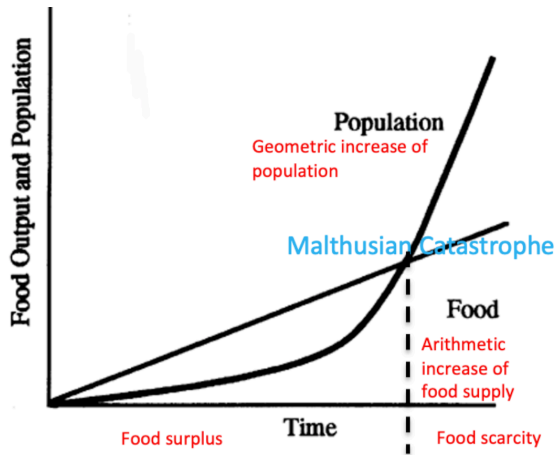 Food Output and Population
Population
Geometric increase of
population
Malthusian Catastrophe
Food
Arithmetic
increase of
food supply
Time
Food surplus
Food scarcity